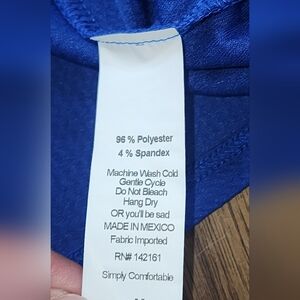 96 % Polyester
4 % Spandex
Machine Wash Cold
Gentle Cycle
Do Not Bleach
Hang Dry
OR you'll be sad
MADE IN MEXICO
Fabric Imported
RN# 142161
Simply Comfortable